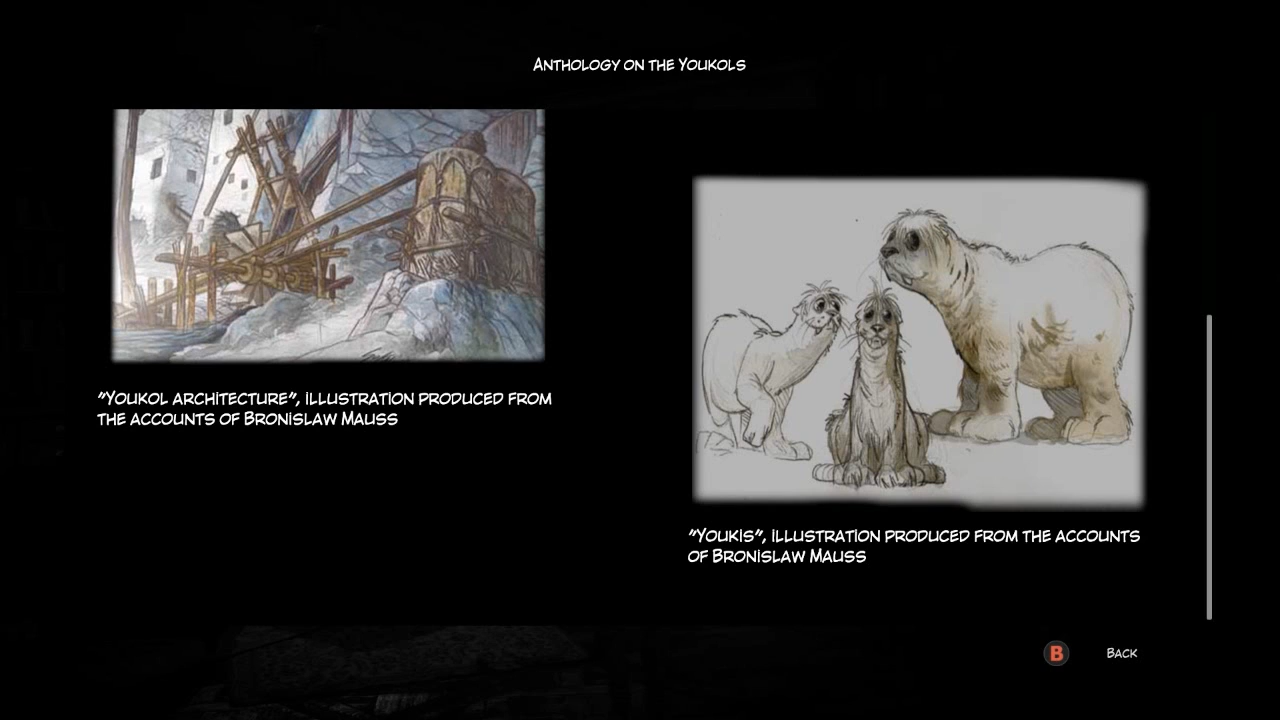 Anthology on the Youkols
"Youkol architecture", illustration produced from
the accounts of Bronislaw Mauss
"Youkis", illustration produced from the accounts
of Bronislaw Mauss
B Back